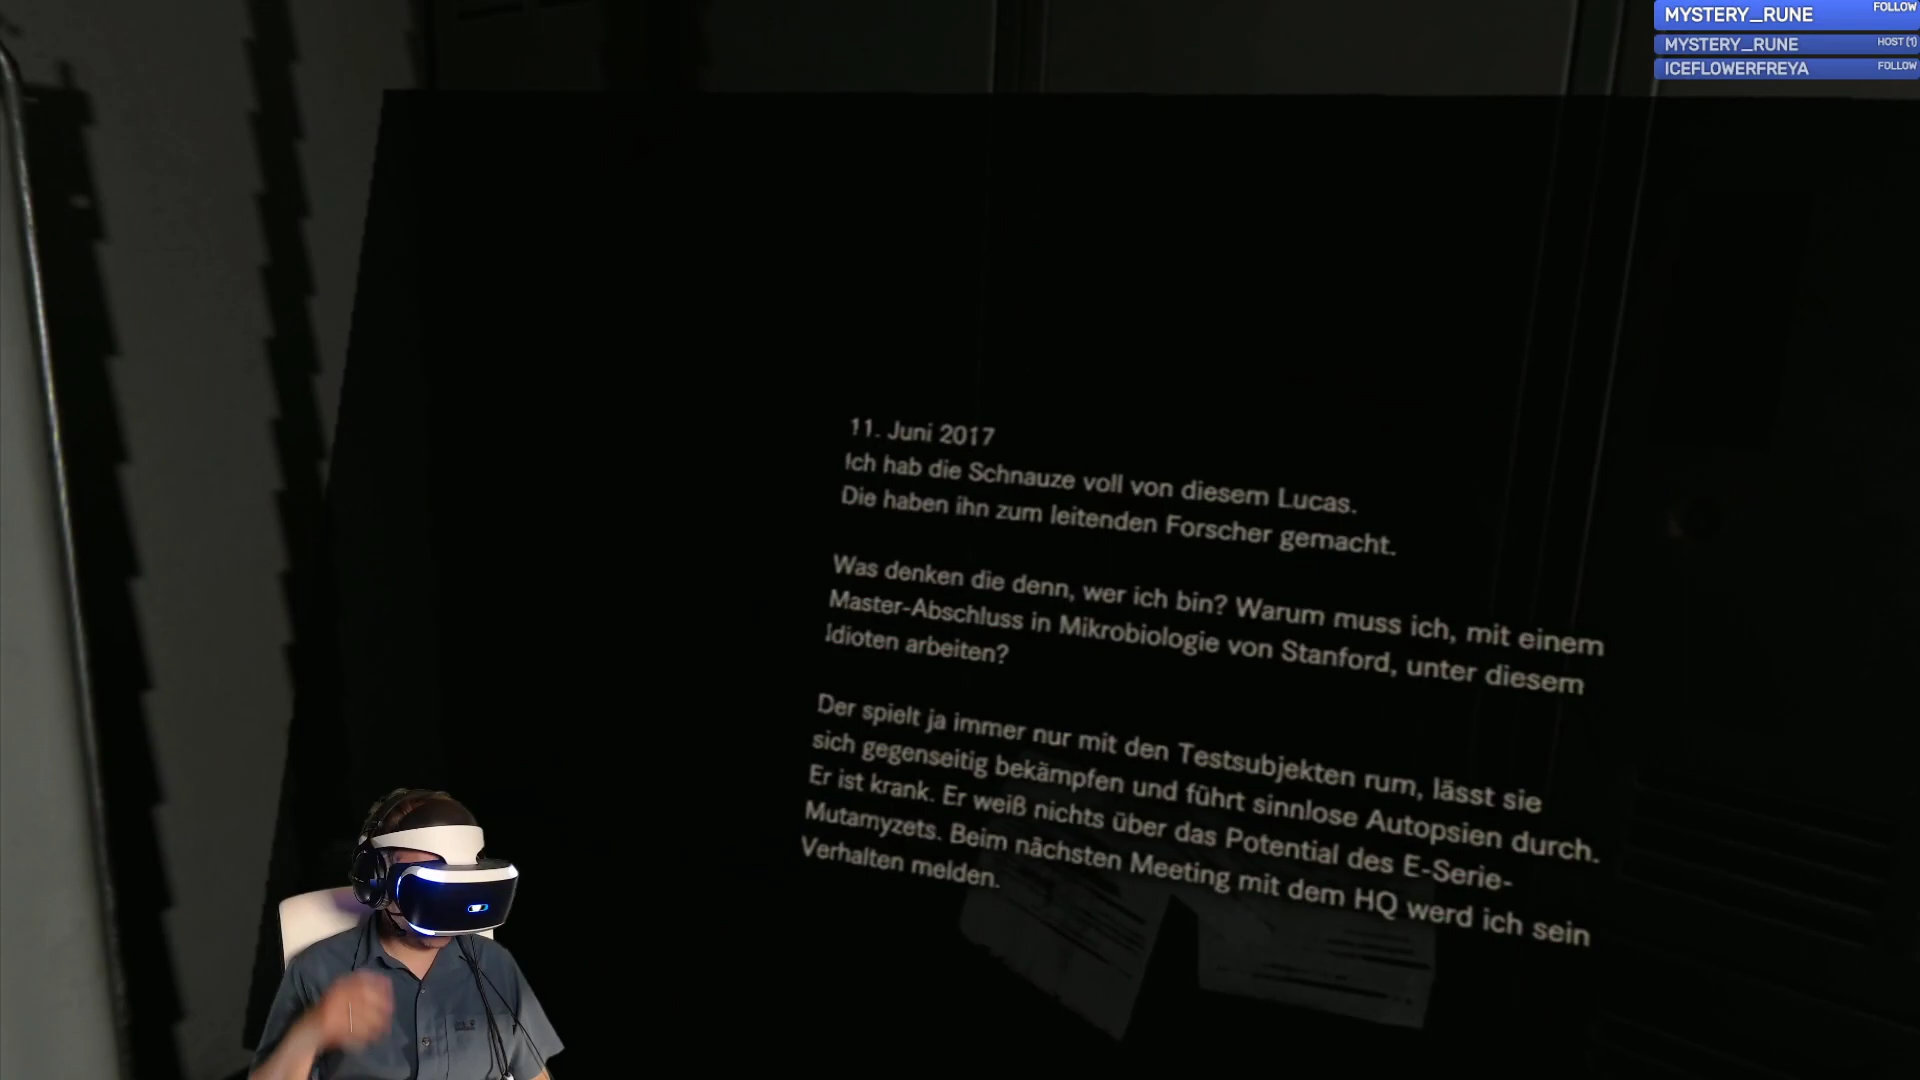 MYSTERY_RUNE FOLLOW
MYSTERY_RUNE HOST (1)
ICEFLOWERFREYA FOLLOW
11. Juni 2017
Ich hab die Schnauze voll von diesem Lucas.
Die haben ihn zum leitenden Forscher gemacht.
Was denken die denn, wer ich bin? Warum muss ich, mit einem
Master-Abschluss in Mikrobiologie von Stanford, unter diesem
Idioten arbeiten?
Der spielt ja immer nur mit den Testsubjekten rum, lässt sie
sich gegenseitig bekämpfen und führt sinnlose Autopsien durch.
Er ist krank. Er weiß nichts über das Potential des E-Serie-
Mutamyzets. Beim nächsten Meeting mit dem HQ werd ich sein
Verhalten melden.